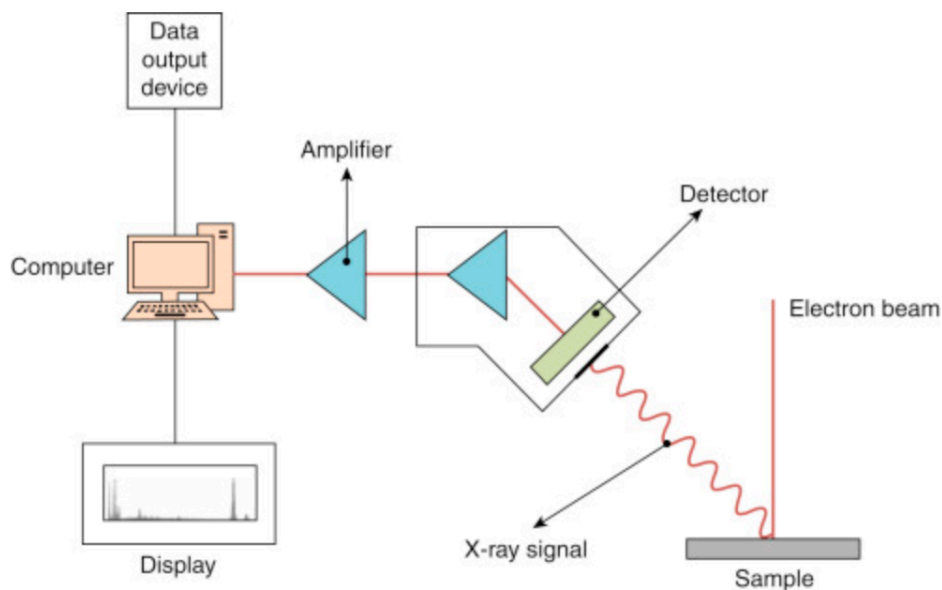 Data
output
device
Amplifier
Detector
Computer
Electron beam
X-ray signal
Display
Sample